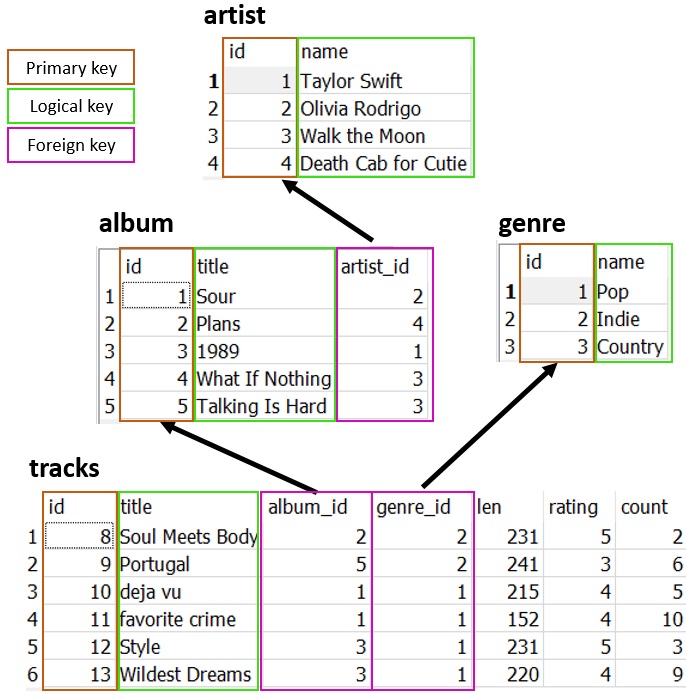 artist
id name
1 1 Taylor Swift
2 2 Olivia Rodrigo
3 3 Walk the Moon
4 4 Death Cab for Cutie
Primary key
Logical key
Foreign key
album
id title artist_id
1 1 Sour 2
2 2 Plans 4
3 3 1989 1
4 4 What If Nothing 3
5 5 Talking Is Hard 3
genre
id name
1 1 Pop
2 2 Indie
3 3 Country
tracks
id title album_id genre_id len rating count
1 8 Soul Meets Body 2 2 231 5 2
2 9 Portugal 5 2 241 3 6
3 10 deja vu 1 1 215 4 5
4 11 favorite crime 1 1 152 4 10
5 12 Style 3 1 231 5 3
6 13 Wildest Dreams 3 1 220 4 9